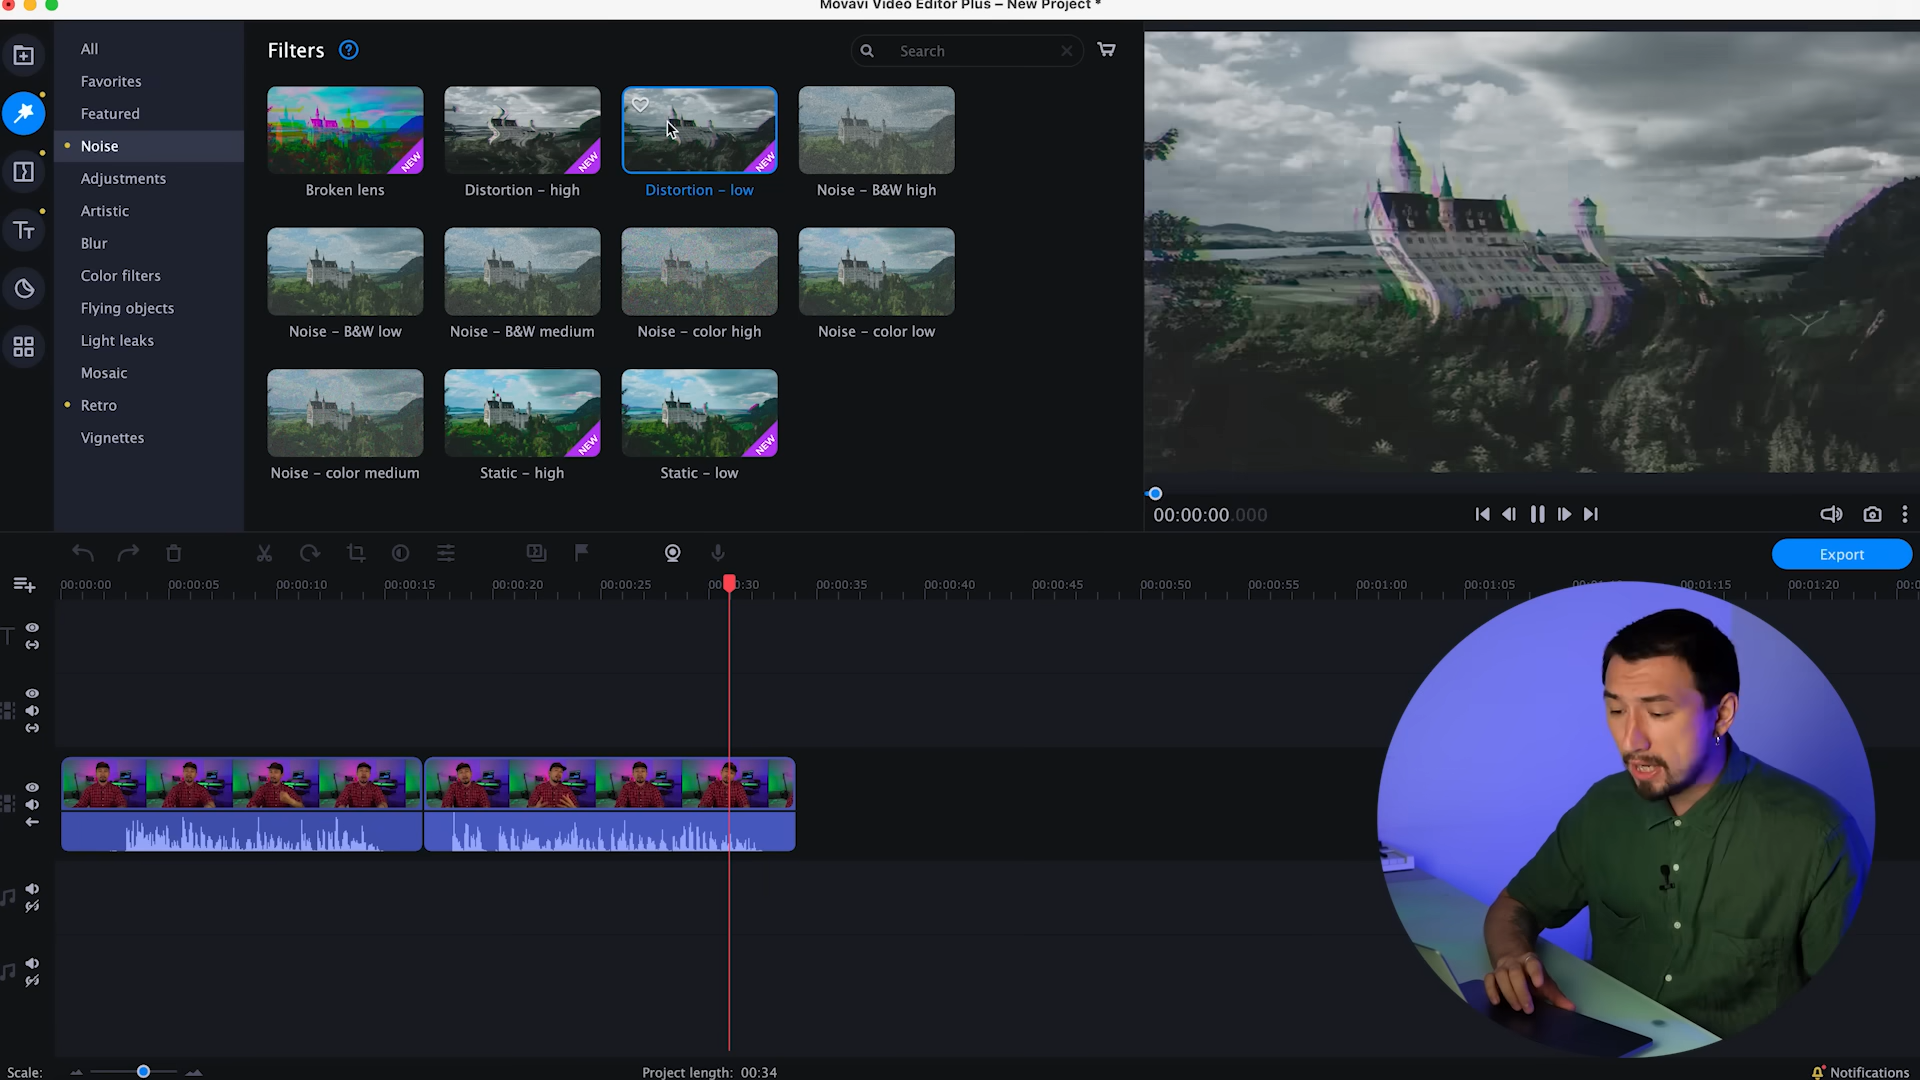 Movavi Video Editor Plus – New Project *
All
Favorites
Featured
Noise
Adjustments
Artistic
Blur
Color filters
Flying objects
Light leaks
Mosaic
Retro
Vignettes
Filters ?
Search
NEW
NEW
NEW
Broken lens
Distortion – high
Distortion – low
Noise – B&W high
Noise – B&W low
Noise – B&W medium
Noise – color high
Noise – color low
NEW
NEW
Noise – color medium
Static – high
Static – low
00:00:00.000
Export
00:00:00 00:00:05 00:00:10 00:00:15 00:00:20 00:00:25 00:00:30 00:00:35 00:00:40 00:00:45 00:00:50 00:00:55 00:01:00 00:01:05 00:01:15 00:01:20
Scale:
Project length: 00:34
Notifications